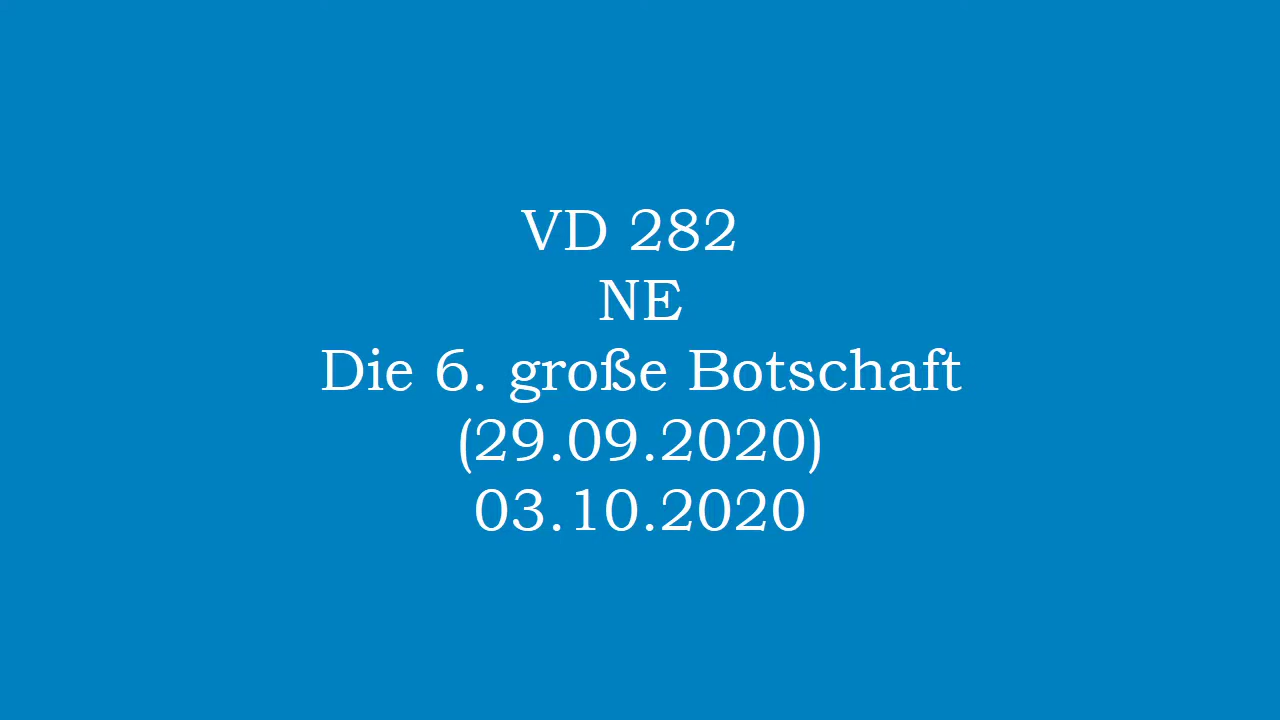 VD 282
NE
Die 6. große Botschaft
(29.09.2020)
03.10.2020